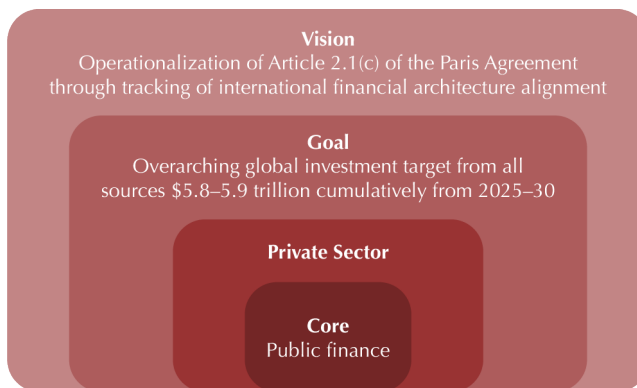 Vision
Operationalization of Article 2.1(c) of the Paris Agreement
through tracking of international financial architecture alignment
Goal
Overarching global investment target from all
sources $5.8–5.9 trillion cumulatively from 2025–30
Private Sector
Core
Public finance